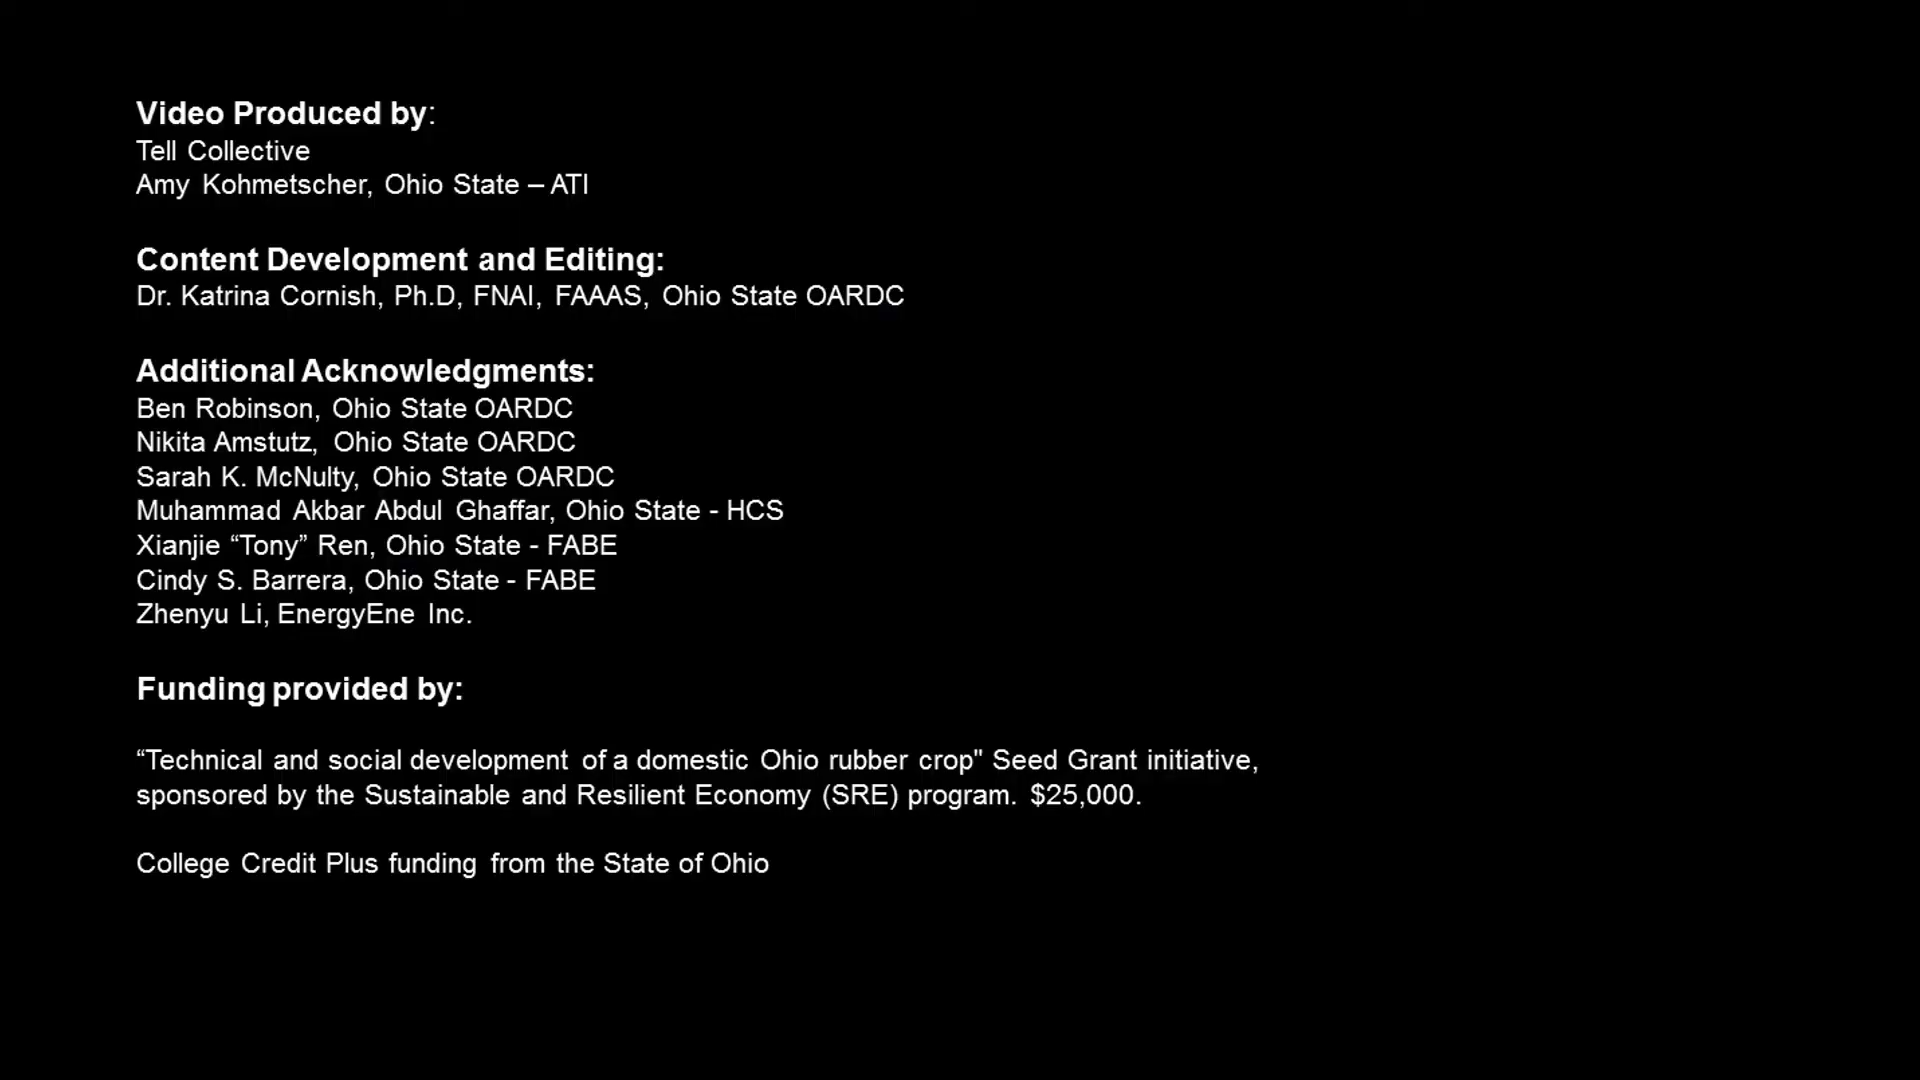 Video Produced by:
Tell Collective
Amy Kohmetscher, Ohio State – ATI
Content Development and Editing:
Dr. Katrina Cornish, Ph.D, FNAI, FAAAS, Ohio State OARDC
Additional Acknowledgments:
Ben Robinson, Ohio State OARDC
Nikita Amstutz, Ohio State OARDC
Sarah K. McNulty, Ohio State OARDC
Muhammad Akbar Abdul Ghaffar, Ohio State - HCS
Xianjie “Tony” Ren, Ohio State - FABE
Cindy S. Barrera, Ohio State - FABE
Zhenyu Li, EnergyEne Inc.
Funding provided by:
“Technical and social development of a domestic Ohio rubber crop" Seed Grant initiative,
sponsored by the Sustainable and Resilient Economy (SRE) program. $25,000.
College Credit Plus funding from the State of Ohio